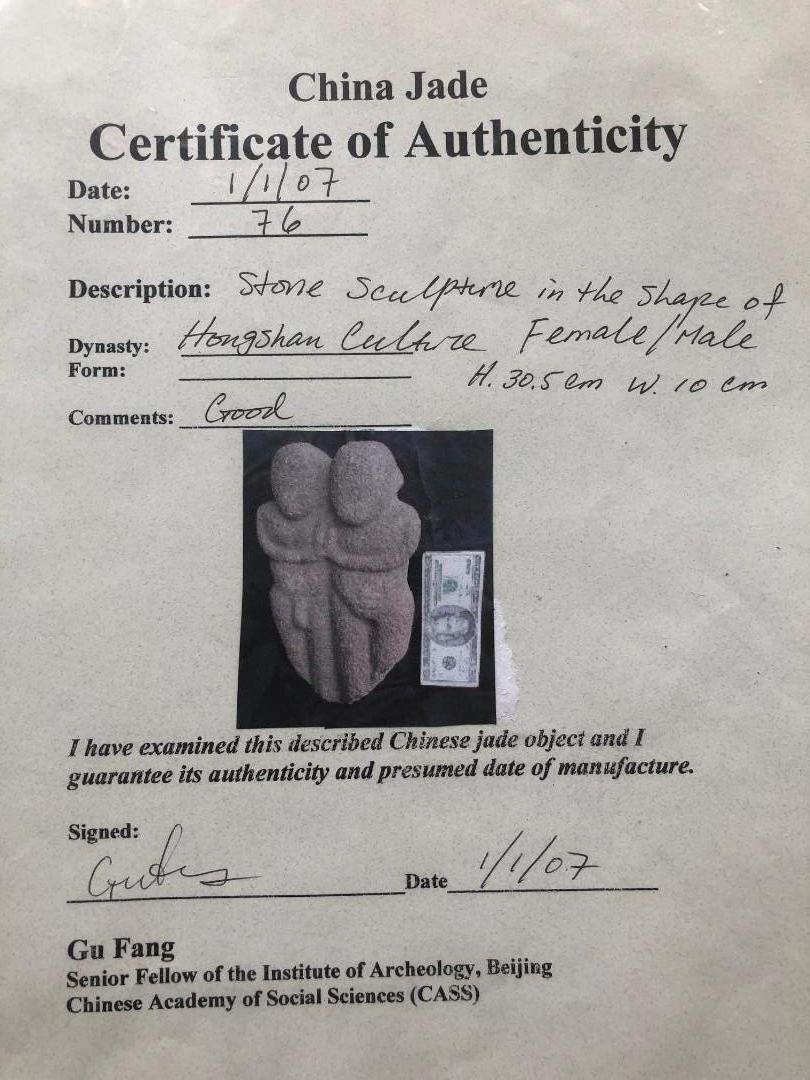 China Jade
Certificate of Authenticity
Date: 1/1/07
Number: 76
Description: Stone Sculpture in the Shape of
Dynasty: Hongshan Culture Female/Male
Form: H. 30.5 cm W. 10 cm
Comments: Good
I have examined this described Chinese jade object and I
guarantee its authenticity and presumed date of manufacture.
Signed:
Date 1/1/07
Gu Fang
Senior Fellow of the Institute of Archeology, Beijing
Chinese Academy of Social Sciences (CASS)